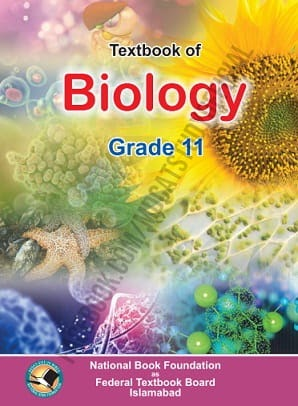 Textbook of
Biology
Grade 11
National Book Foundation
as
Federal Textbook Board
Islamabad